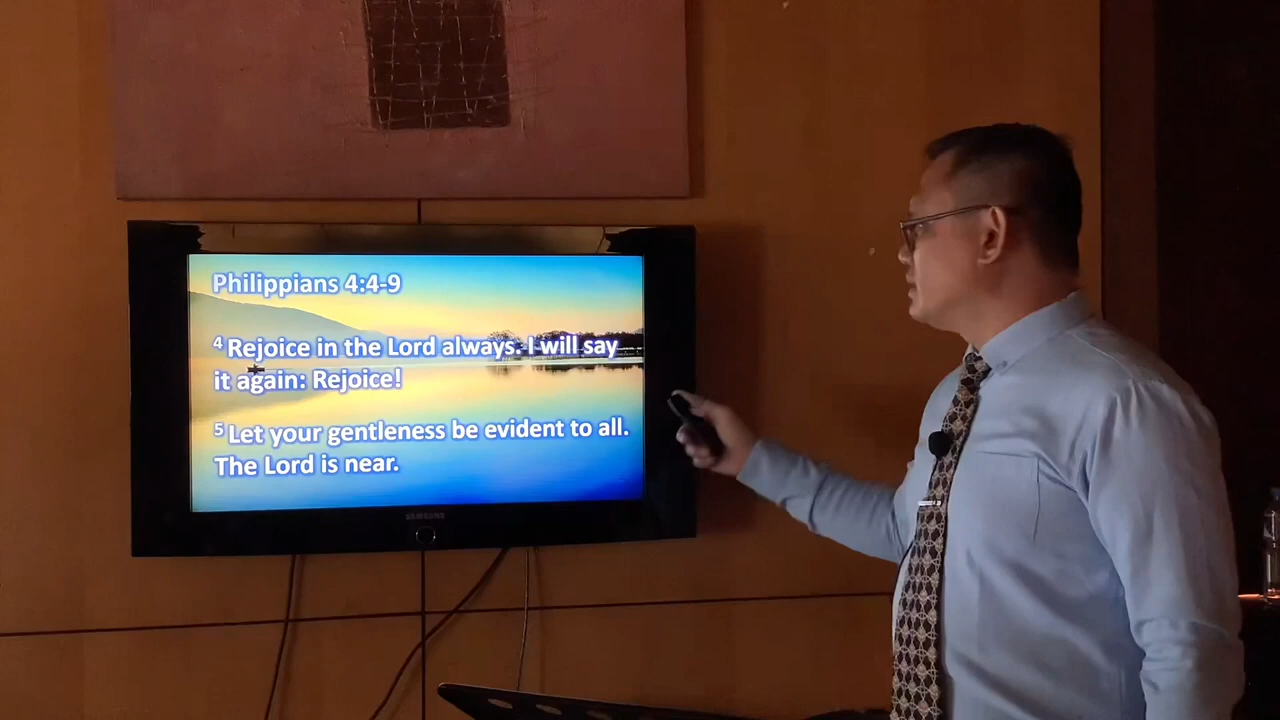 Philippians 4:4-9
⁴ Rejoice in the Lord always. I will say
it again: Rejoice!
⁵ Let your gentleness be evident to all.
The Lord is near.
SAMSUNG